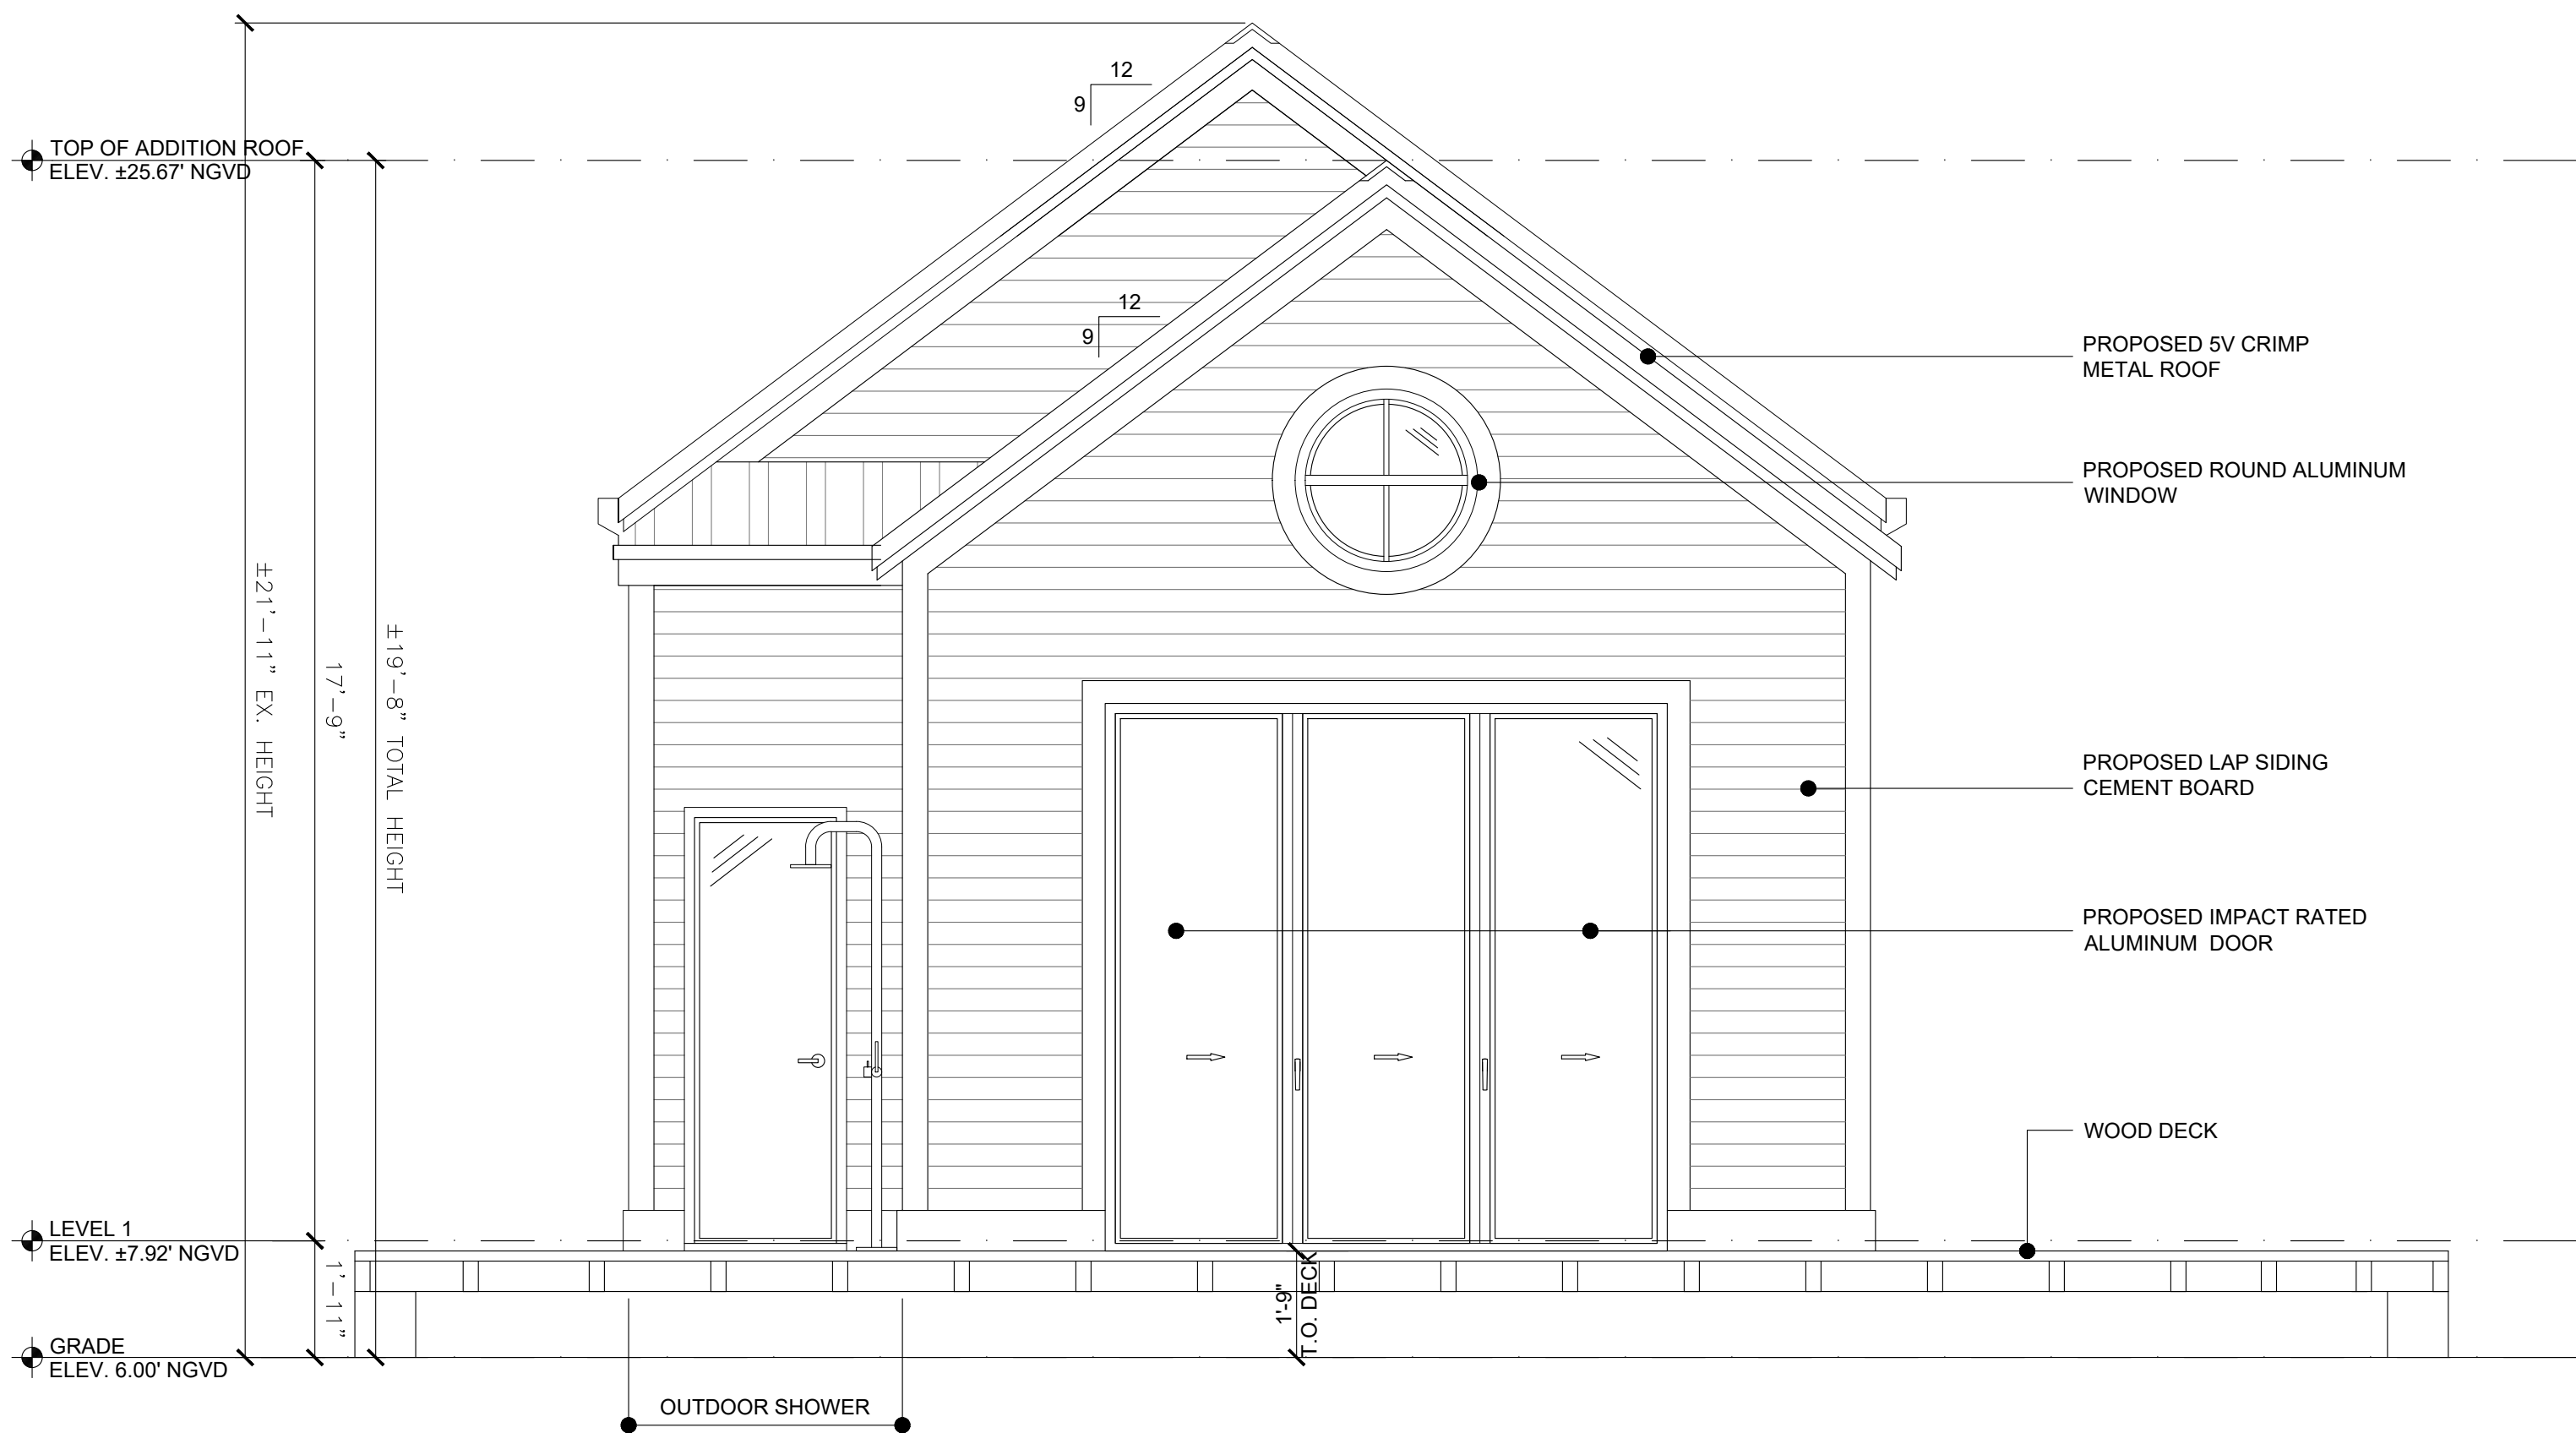 12
9
TOP OF ADDITION ROOF
ELEV. ±25.67' NGVD
12
9
PROPOSED 5V CRIMP
METAL ROOF
PROPOSED ROUND ALUMINUM
WINDOW
±21'-11" EX. HEIGHT
17'-9"
±19'-8" TOTAL HEIGHT
PROPOSED LAP SIDING
CEMENT BOARD
PROPOSED IMPACT RATED
ALUMINUM DOOR
WOOD DECK
LEVEL 1
ELEV. ±7.92' NGVD
1'-11"
1'-9"
T.O. DECK
GRADE
ELEV. 6.00' NGVD
OUTDOOR SHOWER